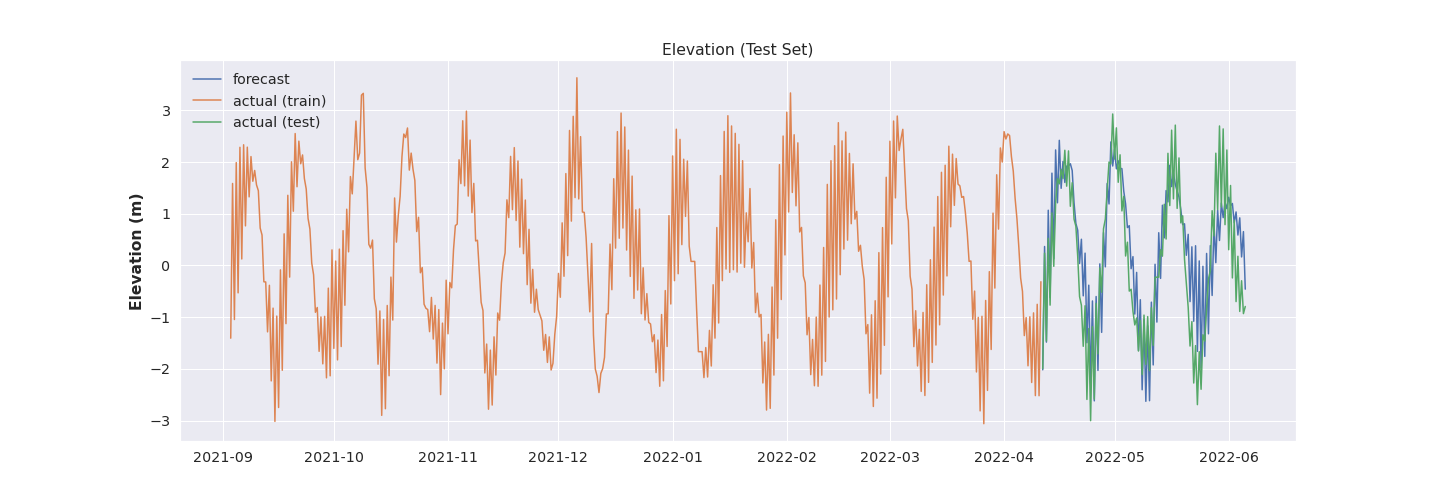 Elevation (Test Set)
forecast
actual (train)
actual (test)
Elevation (m)
3
2
1
0
−1
−2
−3
2021-09 2021-10 2021-11 2021-12 2022-01 2022-02 2022-03 2022-04 2022-05 2022-06